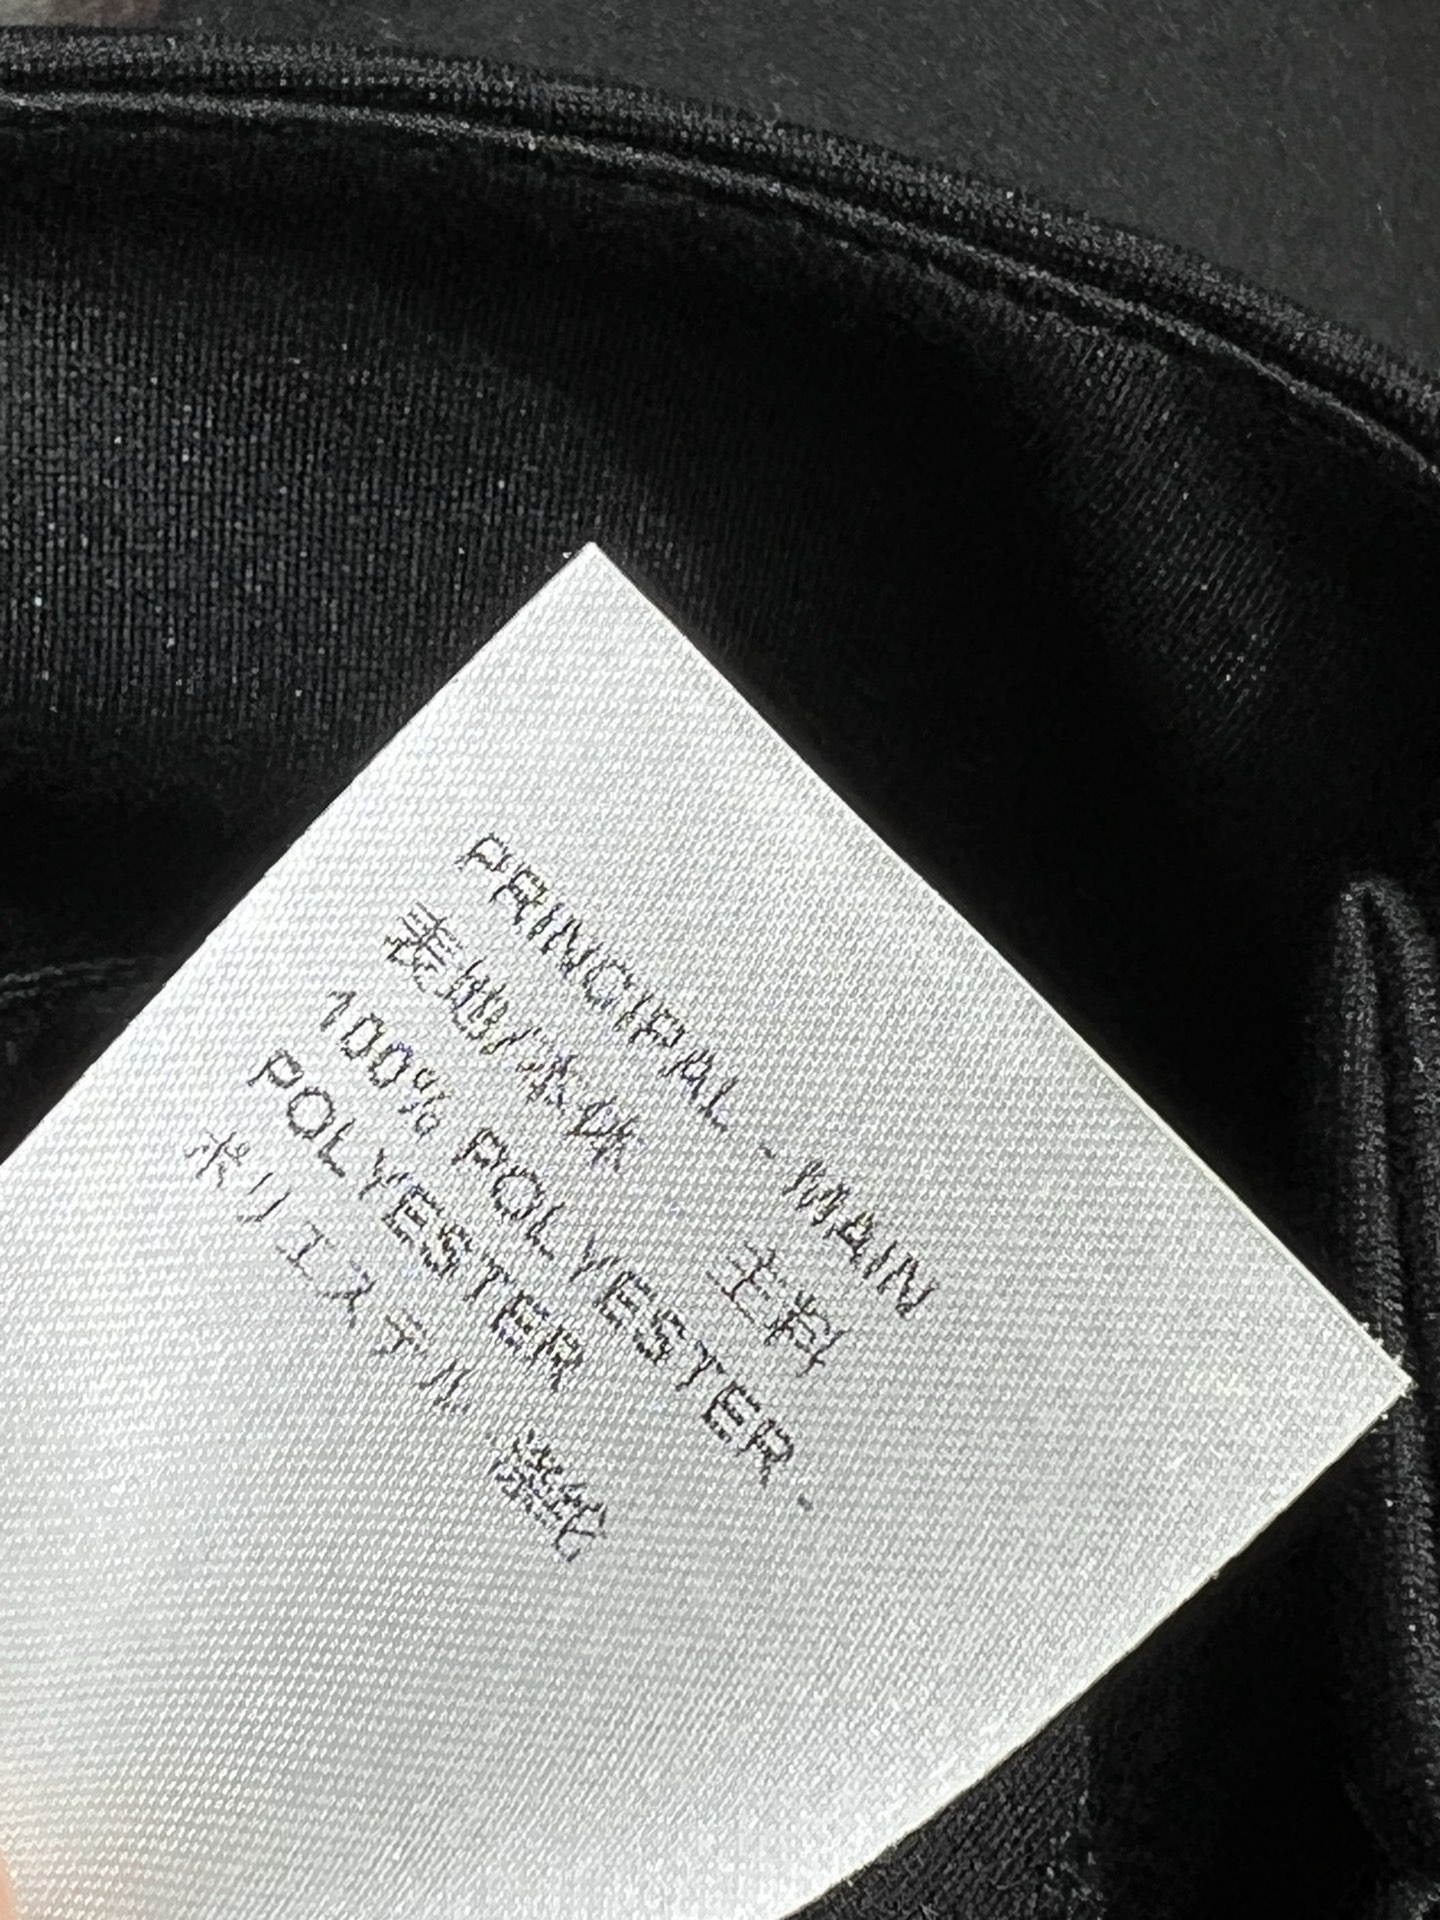 PRINCIPAL - MAIN
表地/本体 主料
100% POLYESTER -
POLYESTER
ポリエステル 涤纶